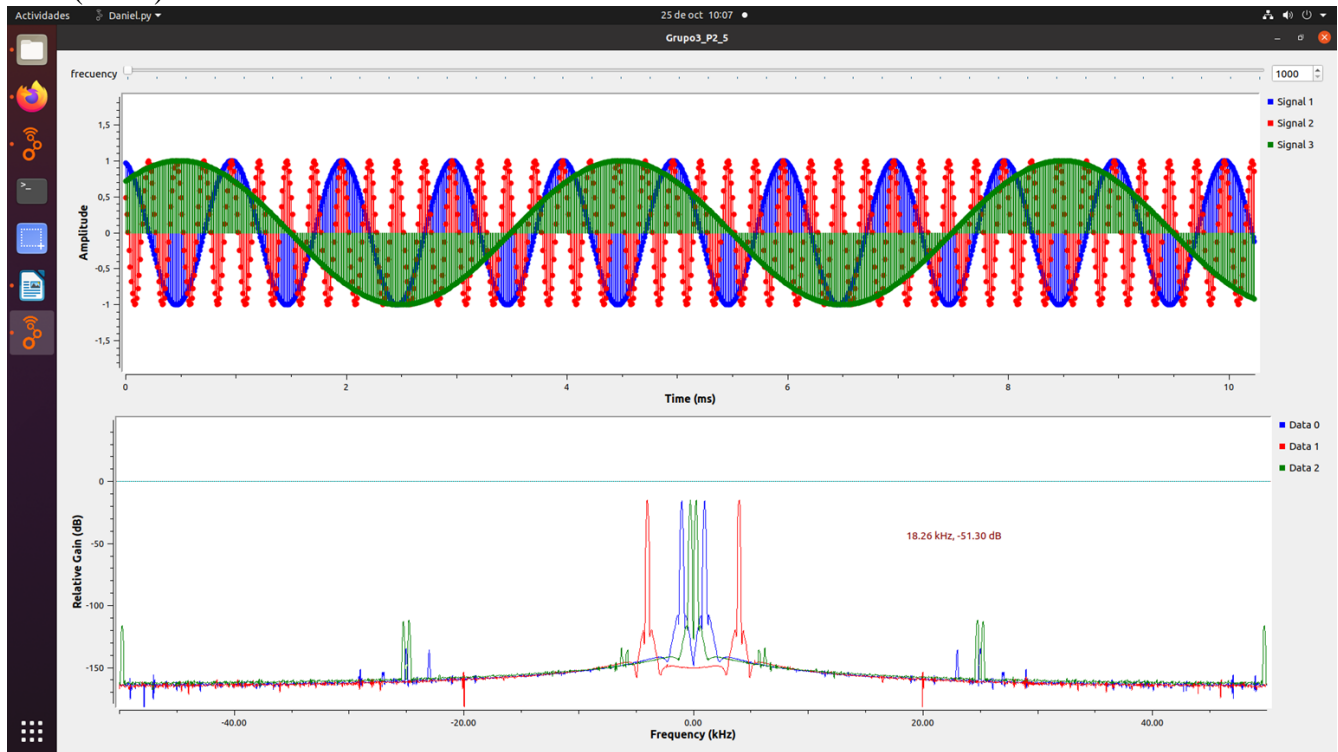 Actividades Daniel.py 25 de oct 10:07
Grupo3_P2_5
frecuency 1000
Signal 1
Signal 2
Signal 3
1,5
1
0,5
0
-0,5
-1
-1,5
Amplitude
0 2 4 6 8 10
Time (ms)
Data 0
Data 1
Data 2
0
-50
-100
-150
Relative Gain (dB)
18.26 kHz, -51.30 dB
-40.00 -20.00 0.00 20.00 40.00
Frequency (kHz)